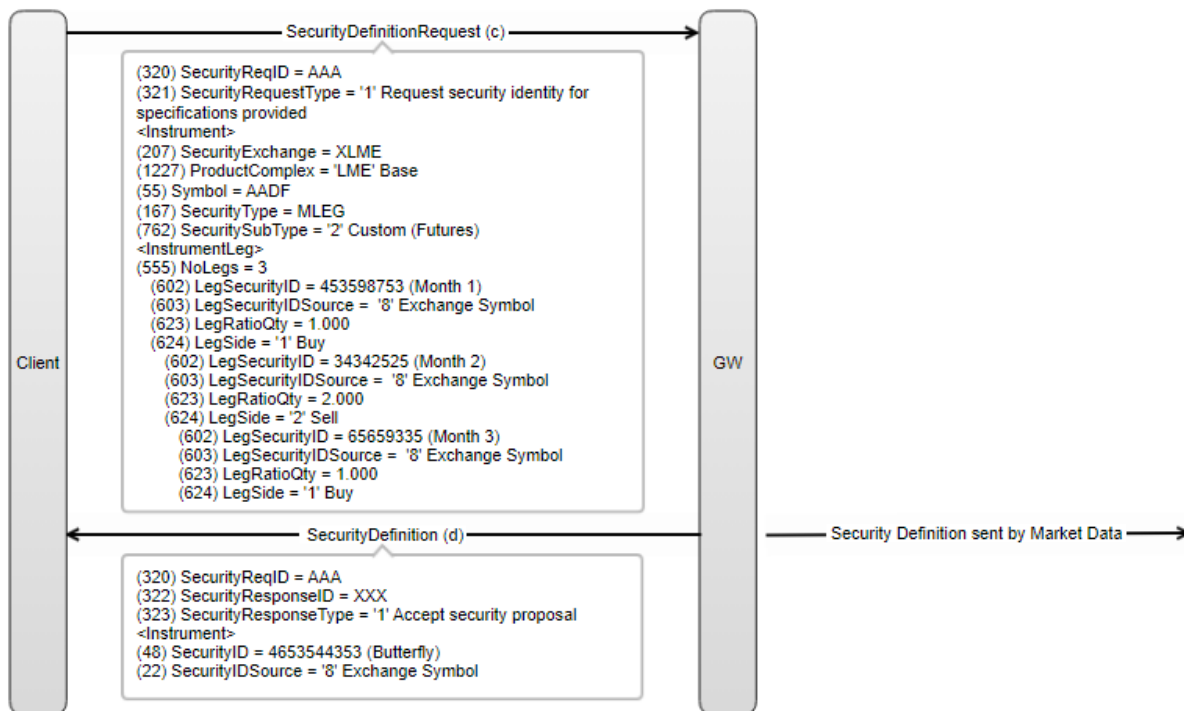 SecurityDefinitionRequest (c)
(320) SecurityReqID = AAA
(321) SecurityRequestType = '1' Request security identity for
specifications provided
<Instrument>
(207) SecurityExchange = XLME
(1227) ProductComplex = 'LME' Base
(55) Symbol = AADF
(167) SecurityType = MLEG
(762) SecuritySubType = '2' Custom (Futures)
<InstrumentLeg>
(555) NoLegs = 3
(602) LegSecurityID = 453598753 (Month 1)
(603) LegSecurityIDSource = '8' Exchange Symbol
(623) LegRatioQty = 1.000
(624) LegSide = '1' Buy
(602) LegSecurityID = 34342525 (Month 2)
(603) LegSecurityIDSource = '8' Exchange Symbol
(623) LegRatioQty = 2.000
(624) LegSide = '2' Sell
(602) LegSecurityID = 65659335 (Month 3)
(603) LegSecurityIDSource = '8' Exchange Symbol
(623) LegRatioQty = 1.000
(624) LegSide = '1' Buy
Client
GW
SecurityDefinition (d)
Security Definition sent by Market Data
(320) SecurityReqID = AAA
(322) SecurityResponseID = XXX
(323) SecurityResponseType = '1' Accept security proposal
<Instrument>
(48) SecurityID = 4653544353 (Butterfly)
(22) SecurityIDSource = '8' Exchange Symbol